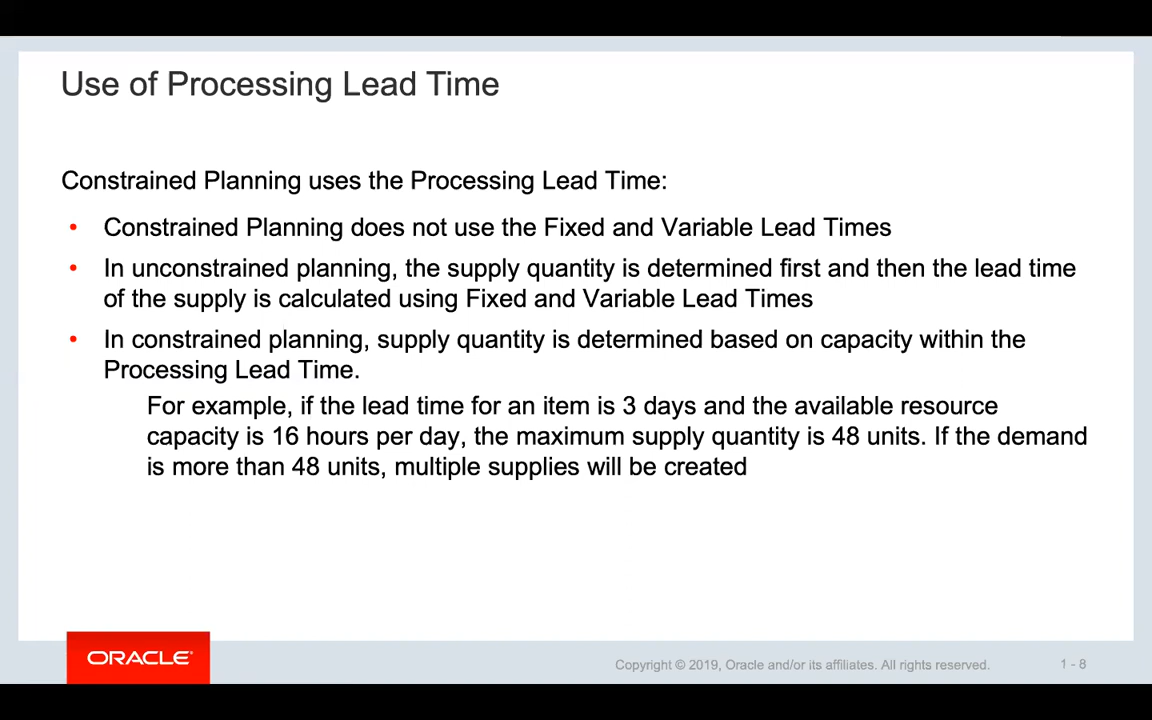 Use of Processing Lead Time
Constrained Planning uses the Processing Lead Time:
• Constrained Planning does not use the Fixed and Variable Lead Times
• In unconstrained planning, the supply quantity is determined first and then the lead time
of the supply is calculated using Fixed and Variable Lead Times
• In constrained planning, supply quantity is determined based on capacity within the
Processing Lead Time.
For example, if the lead time for an item is 3 days and the available resource
capacity is 16 hours per day, the maximum supply quantity is 48 units. If the demand
is more than 48 units, multiple supplies will be created
ORACLE®
Copyright © 2019, Oracle and/or its affiliates. All rights reserved.
1 - 8